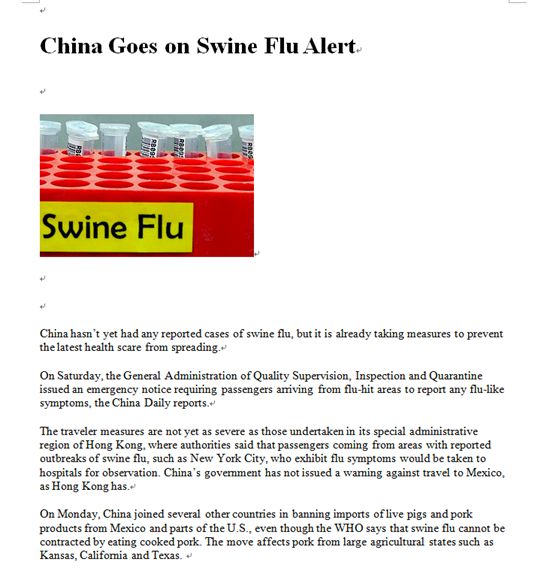 China Goes on Swine Flu Alert
Swine Flu
China hasn't yet had any reported cases of swine flu, but it is already taking measures to prevent
the latest health scare from spreading.
On Saturday, the General Administration of Quality Supervision, Inspection and Quarantine
issued an emergency notice requiring passengers arriving from flu-hit areas to report any flu-like
symptoms, the China Daily reports.
The traveler measures are not yet as severe as those undertaken in its special administrative
region of Hong Kong, where authorities said that passengers coming from areas with reported
outbreaks of swine flu, such as New York City, who exhibit flu symptoms would be taken to
hospitals for observation. China's government has not issued a warning against travel to Mexico,
as Hong Kong has.
On Monday, China joined several other countries in banning imports of live pigs and pork
products from Mexico and parts of the U.S., even though the WHO says that swine flu cannot be
contracted by eating cooked pork. The move affects pork from large agricultural states such as
Kansas, California and Texas.